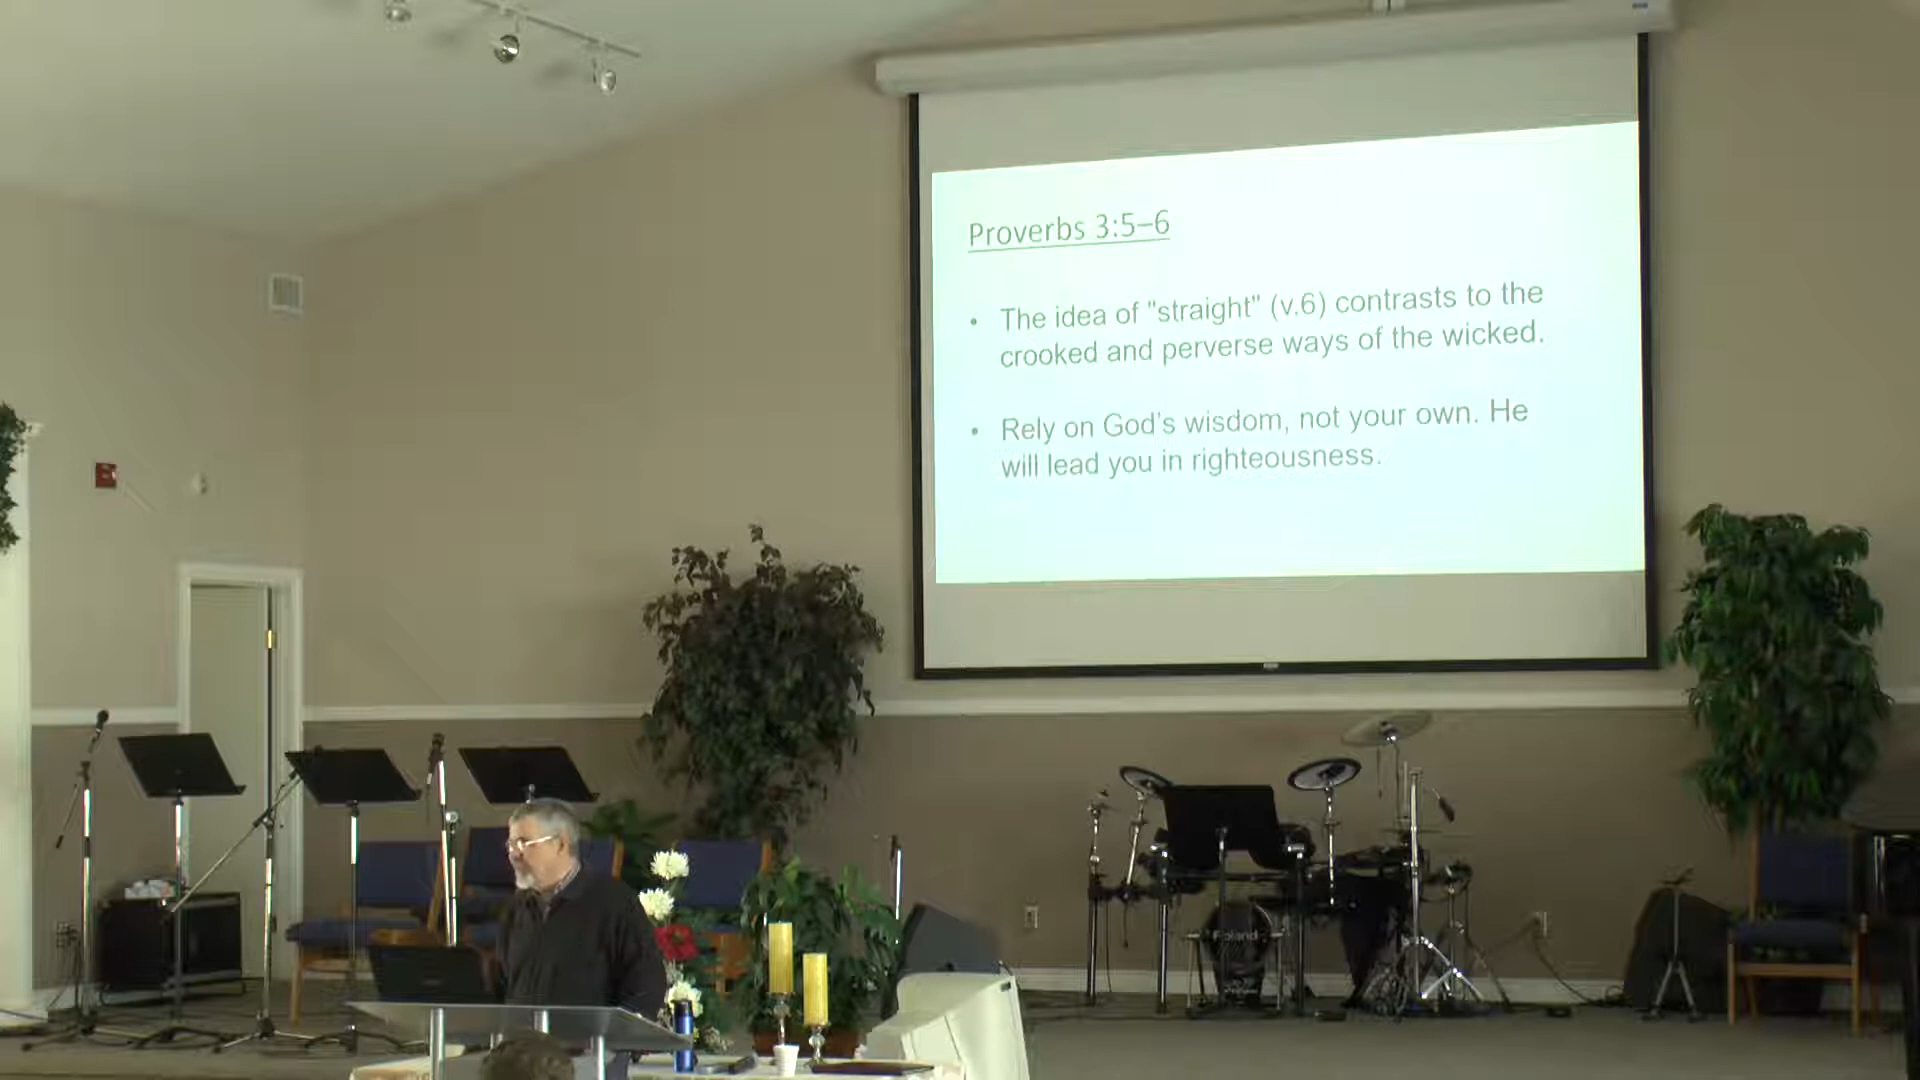 Proverbs 3:5–6
• The idea of "straight" (v.6) contrasts to the
crooked and perverse ways of the wicked.
• Rely on God's wisdom, not your own. He
will lead you in righteousness.
Roland